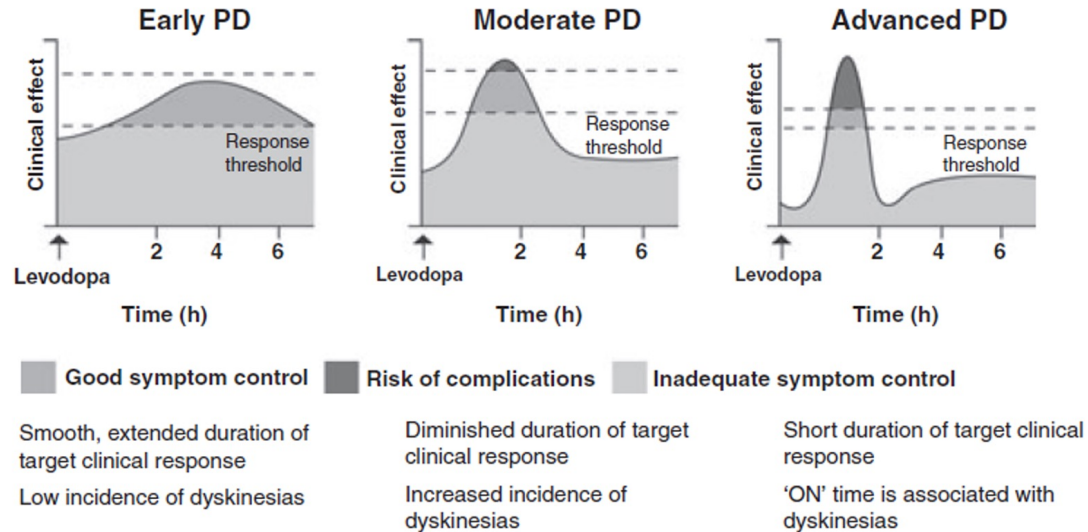 Early PD
Clinical effect
Response
threshold
2 4 6
Levodopa
Time (h)
Moderate PD
Clinical effect
Response
threshold
2 4 6
Levodopa
Time (h)
Advanced PD
Clinical effect
Response
threshold
2 4 6
Levodopa
Time (h)
Good symptom control
Risk of complications
Inadequate symptom control
Smooth, extended duration of
target clinical response
Low incidence of dyskinesias
Diminished duration of target
clinical response
Increased incidence of
dyskinesias
Short duration of target clinical
response
'ON' time is associated with
dyskinesias